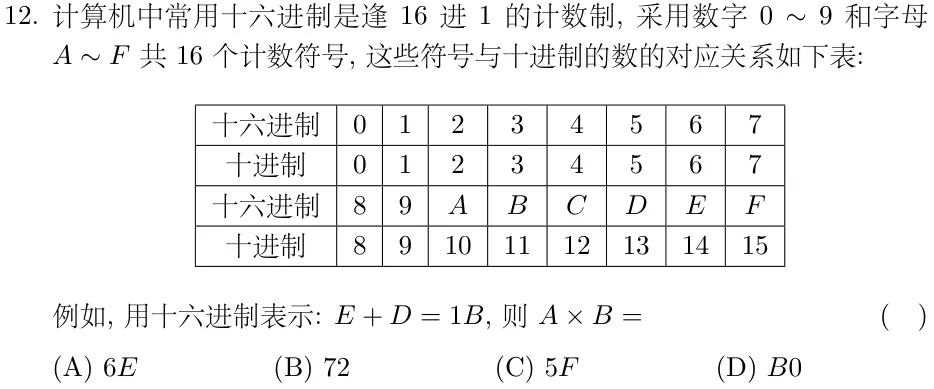 12. 计算机中常用十六进制是逢 16 进 1 的计数制, 采用数字 0 ∼ 9 和字母
A ∼ F 共 16 个计数符号, 这些符号与十进制的数的对应关系如下表:
十六进制 0 1 2 3 4 5 6 7
十进制 0 1 2 3 4 5 6 7
十六进制 8 9 A B C D E F
十进制 8 9 10 11 12 13 14 15
例如, 用十六进制表示: E + D = 1B, 则 A × B = ( )
(A) 6E (B) 72 (C) 5F (D) B0